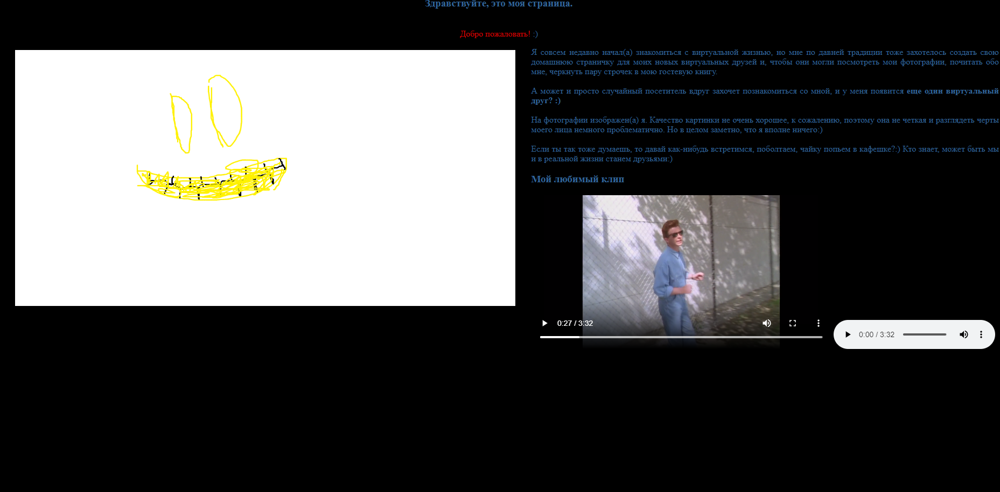 Здравствуйте, это моя страница.
Добро пожаловать! :)
Я совсем недавно начал(а) знакомиться с виртуальной жизнью, но мне по давней традиции тоже захотелось создать свою
домашнюю страничку для моих новых виртуальных друзей и, чтобы они могли посмотреть мои фотографии, почитать обо
мне, черкнуть пару строчек в мою гостевую книгу.
А может и просто случайный посетитель вдруг захочет познакомиться со мной, и у меня появится еще один виртуальный
друг? :)
На фотографии изображен(а) я. Качество картинки не очень хорошее, к сожалению, поэтому она не четкая и разглядеть черты
моего лица немного проблематично. Но в целом заметно, что я вполне ничего:)
Если ты так тоже думаешь, то давай как-нибудь встретимся, поболтаем, чайку попьем в кафешке?:) Кто знает, может быть мы
и в реальной жизни станем друзьями:)
Мой любимый клип
0:27 / 3:32
0:00 / 3:32